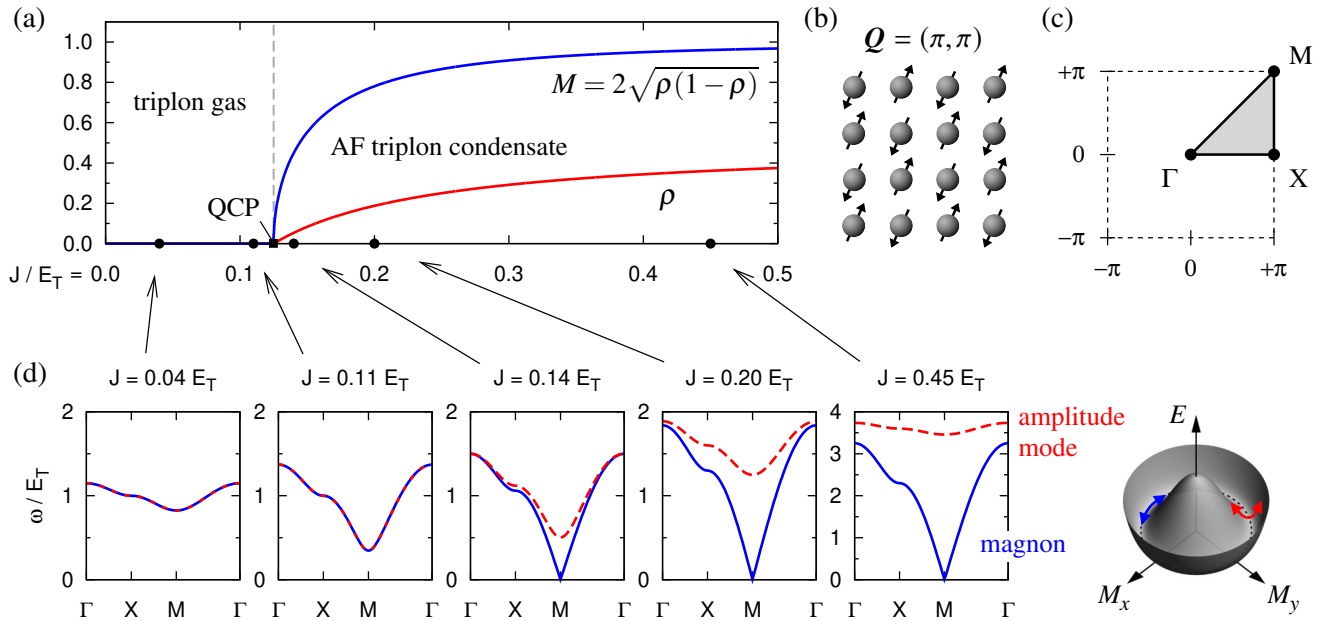 (a)
1.0
0.8
0.6
0.4
0.2
0.0
triplon gas
M = 2√ρ(1−ρ)
AF triplon condensate
QCP
ρ
J / E_T = 0.0 0.1 0.2 0.3 0.4 0.5
(b)
Q = (π,π)
(c)
+π
0
−π
M
Γ
X
−π 0 +π
(d)
J = 0.04 E_T
J = 0.11 E_T
J = 0.14 E_T
J = 0.20 E_T
J = 0.45 E_T
ω / E_T
2
1
0
Γ X M Γ
2
1
0
Γ X M Γ
2
1
0
Γ X M Γ
2
1
0
Γ X M Γ
4
3
2
1
0
Γ X M Γ
amplitude
mode
magnon
E
M_x
M_y